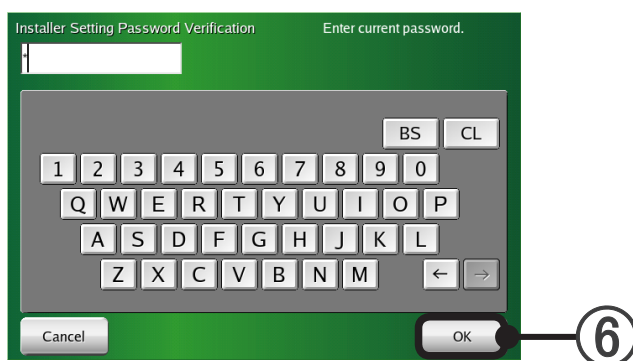 Installer Setting Password Verification Enter current password.
*
BS CL
1 2 3 4 5 6 7 8 9 0
Q W E R T Y U I O P
A S D F G H J K L
Z X C V B N M ← →
Cancel OK
6